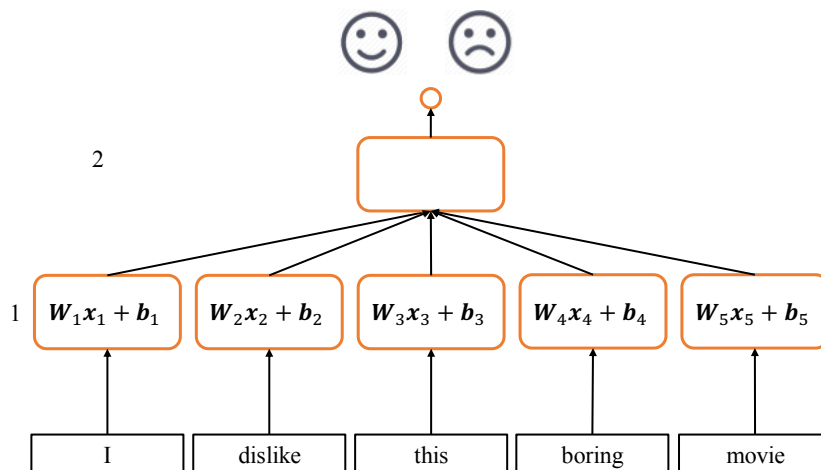 2
1
W₁x₁ + b₁ W₂x₂ + b₂ W₃x₃ + b₃ W₄x₄ + b₄ W₅x₅ + b₅
I dislike this boring movie